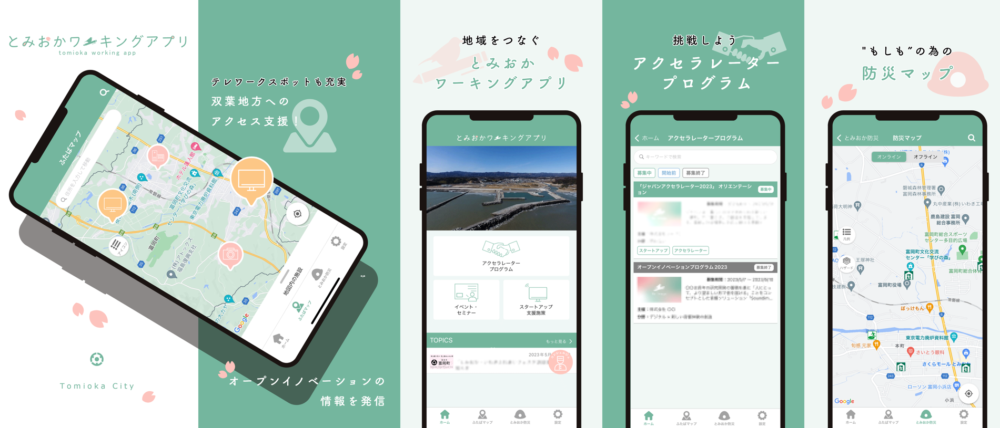 とみおかワーキングアプリ
tomioka working app
ふたばマップ
住所を入力して移動
ホテル蓬人館
富岡町文化交流
センター「学びの森」
東京電力廃炉資料館
富岡町
(株)アトックス
福島復興支社
251
36
36
112
243
391
35
35
E6
E6
E6
アイコン
Google
地図内の施設
ホーム
ふたばマップ
とみおか防災
設定
Tomioka City
テレワークスポットも充実
双葉地方への
アクセス支援！
オープンイノベーションの
情報を発信
地域をつなぐ
とみおか
ワーキングアプリ
とみおかワーキングアプリ
アクセラレーター
プログラム
イベント・
セミナー
スタートアップ
支援施策
TOPICS
もっと見る
2023年5月
富岡町
ホーム
ふたばマップ
とみおか防災
設定
挑戦しよう
アクセラレーター
プログラム
ホーム
アクセラレータープログラム
キーワードで検索
募集中
開始前
募集終了
「ジャパンアクセラレーター2023」 オリエンテーシ
ョン
募集中
スタートアップ
アクセラレーター
オープンイノベーションプログラム2023
募集終了
ホーム
ふたばマップ
とみおか防災
設定
"もしも"の為の
防災マップ
とみおか防災
防災マップ
オンライン
オフライン
6
磐城森林管理署
富岡森林事務所
丸中産業(株)いわき工場
稲荷大明神
鹿島建設 富岡
総合事務所
凡例
富岡町総合スポーツ
センター多目的広場
富岡町文化交流
センター「学びの森」
ハザード
王塚神社
富岡町総合体育
富岡町役場
常磐線
ぼっけもん
6
112
東京電力廃炉資料館
旬感 元家
本町
さいとう眼科
さくらモール とみおか
243
112
ローソン 富岡小浜店
小浜
Google
ホーム
ふたばマップ
とみおか防災
設定